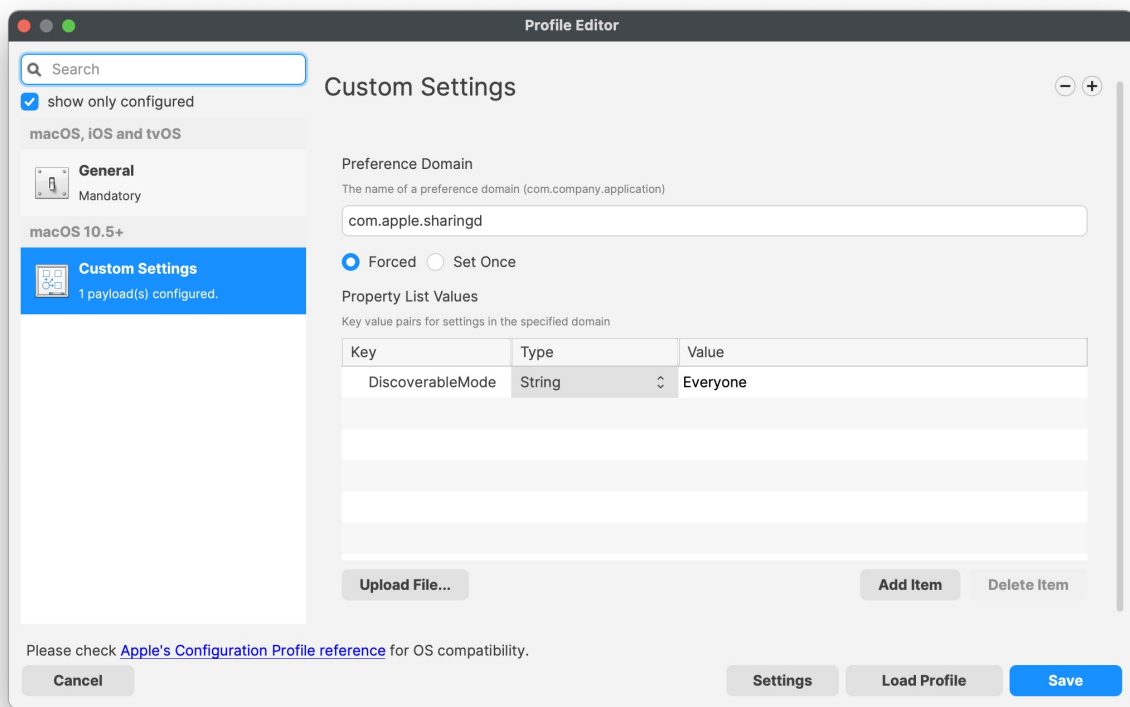 Profile Editor
Search
show only configured
macOS, iOS and tvOS
General
Mandatory
macOS 10.5+
Custom Settings
1 payload(s) configured.
Custom Settings
Preference Domain
The name of a preference domain (com.company.application)
com.apple.sharingd
Forced Set Once
Property List Values
Key value pairs for settings in the specified domain
Key Type Value
DiscoverableMode String Everyone
Upload File... Add Item Delete Item
Please check Apple's Configuration Profile reference for OS compatibility.
Cancel Settings Load Profile Save